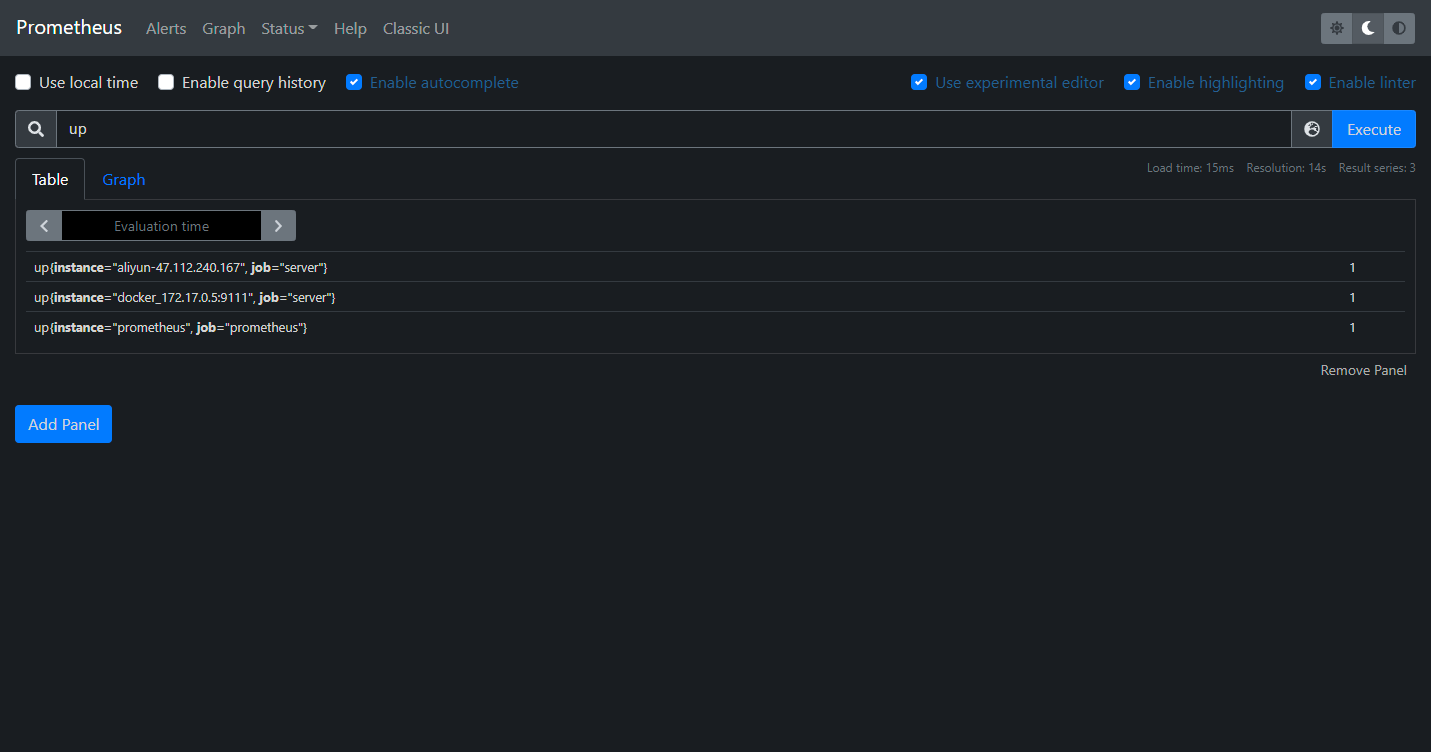 Prometheus Alerts Graph Status Help Classic UI
Use local time Enable query history Enable autocomplete Use experimental editor Enable highlighting Enable linter
up Execute
Table Graph Load time: 15ms Resolution: 14s Result series: 3
Evaluation time
up{instance="aliyun-47.112.240.167", job="server"} 1
up{instance="docker_172.17.0.5:9111", job="server"} 1
up{instance="prometheus", job="prometheus"} 1
Remove Panel
Add Panel